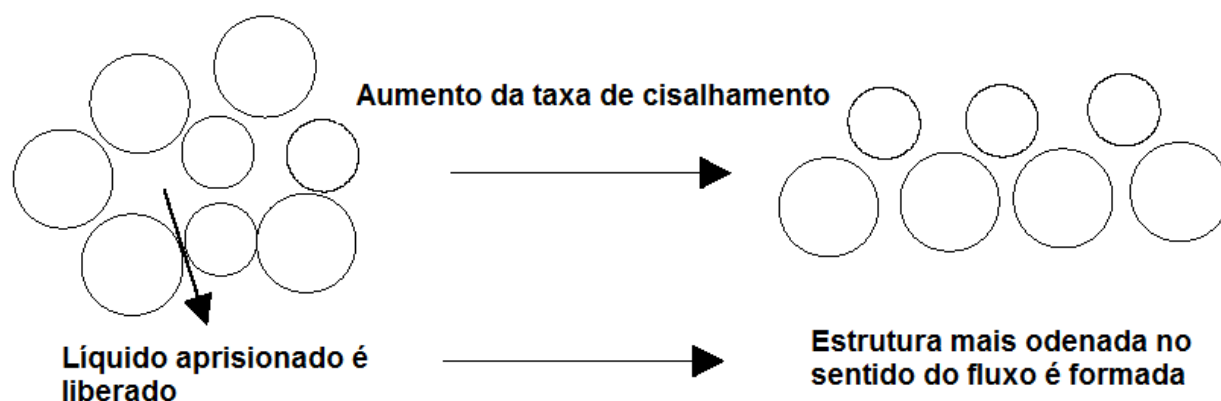 Aumento da taxa de cisalhamento
Líquido aprisionado é
liberado
Estrutura mais odenada no
sentido do fluxo é formada